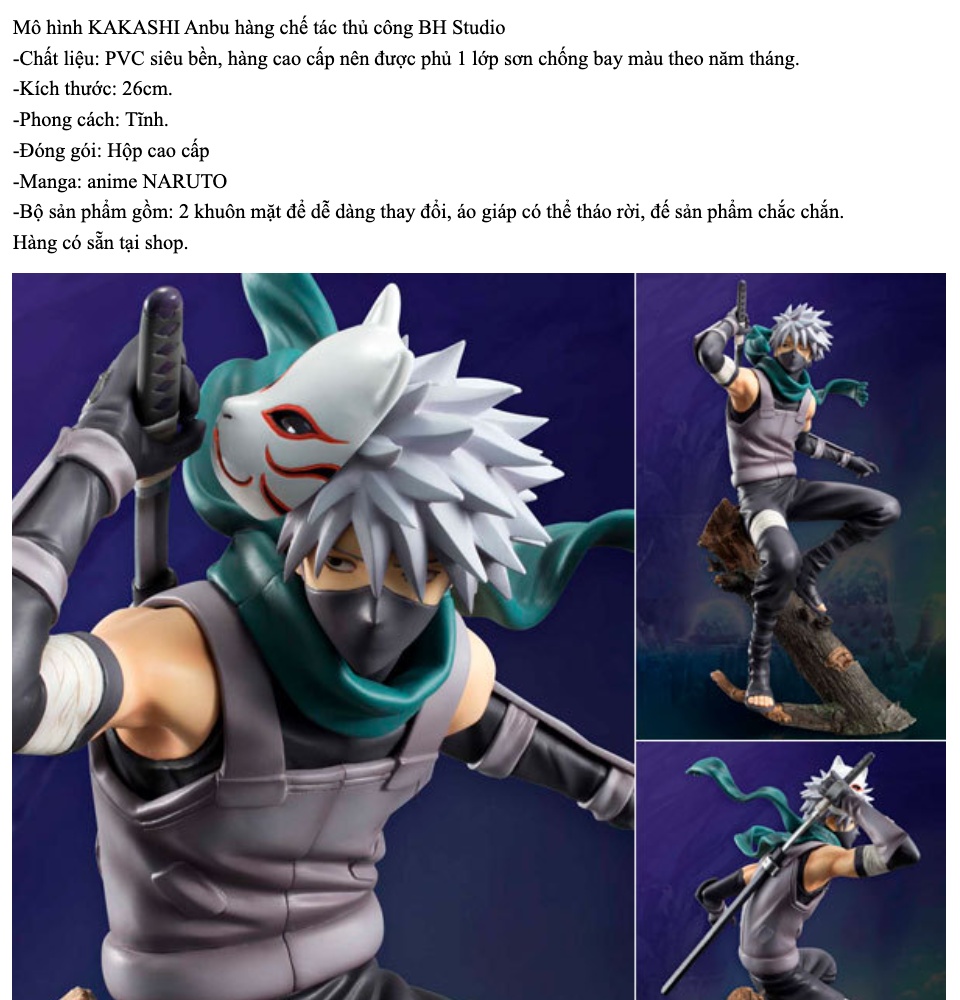 Mô hình KAKASHI Anbu hàng chế tác thủ công BH Studio
-Chất liệu: PVC siêu bền, hàng cao cấp nên được phủ 1 lớp sơn chống bay màu theo năm tháng.
-Kích thước: 26cm.
-Phong cách: Tĩnh.
-Đóng gói: Hộp cao cấp
-Manga: anime NARUTO
-Bộ sản phẩm gồm: 2 khuôn mặt để dễ dàng thay đổi, áo giáp có thể tháo rời, đế sản phẩm chắc chắn.
Hàng có sẵn tại shop.